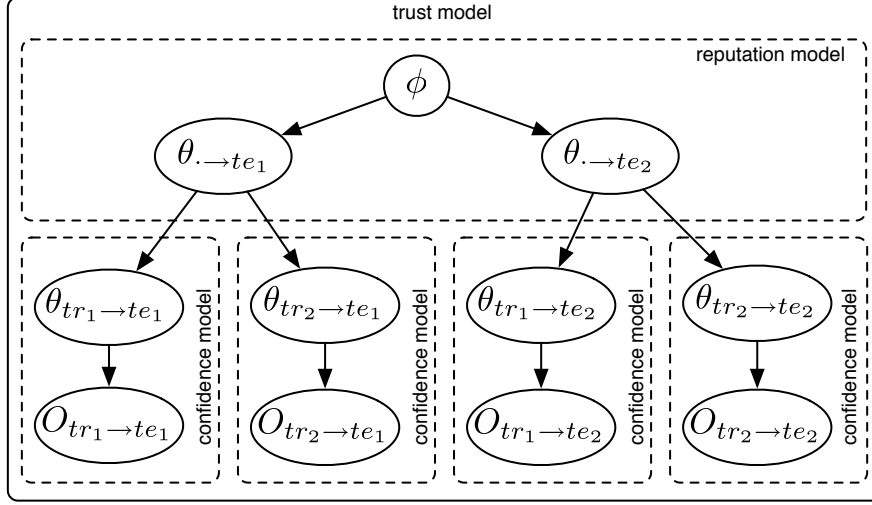 trust model
reputation model
ϕ
θ·→te₁
θ·→te₂
θtr₁→te₁
θtr₂→te₁
θtr₁→te₂
θtr₂→te₂
confidence model
confidence model
confidence model
confidence model
Otr₁→te₁
Otr₂→te₁
Otr₁→te₂
Otr₂→te₂